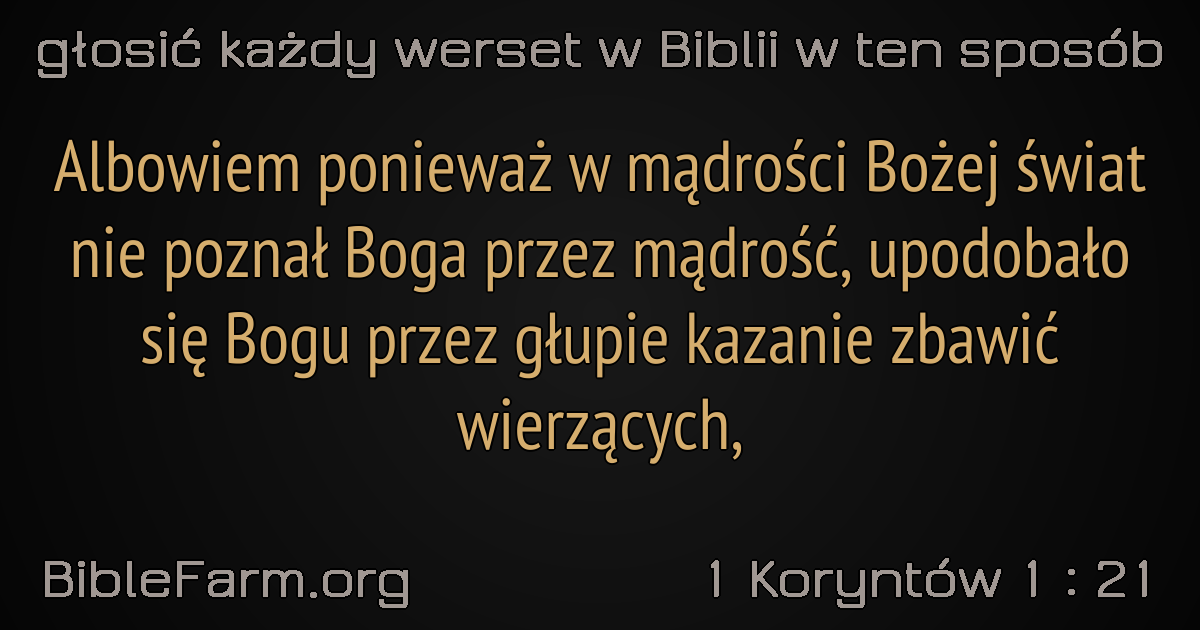 głosić każdy werset w Biblii w ten sposób
Albowiem ponieważ w mądrości Bożej świat
nie poznał Boga przez mądrość, upodobało
się Bogu przez głupie kazanie zbawić
wierzących,
BibleFarm.org
1 Koryntów 1 : 21